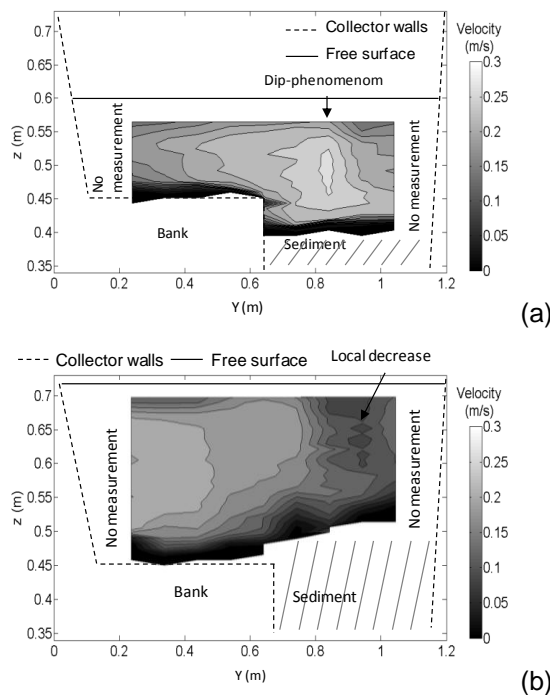 Collector walls
Free surface
Velocity
(m/s)
Dip-phenomenom
0.7
0.65
0.6
0.55
0.5
0.45
0.4
0.35
z (m)
No
measurement
No measurement
Bank
Sediment
0 0.2 0.4 0.6 0.8 1 1.2
Y (m)
0.3
0.25
0.2
0.15
0.1
0.05
0
(a)
Collector walls Free surface
Local decrease
Velocity
(m/s)
0.7
0.65
0.6
0.55
0.5
0.45
0.4
0.35
z (m)
No measurement
No measurement
Bank
Sediment
0 0.2 0.4 0.6 0.8 1 1.2
Y (m)
0.3
0.25
0.2
0.15
0.1
0.05
0
(b)